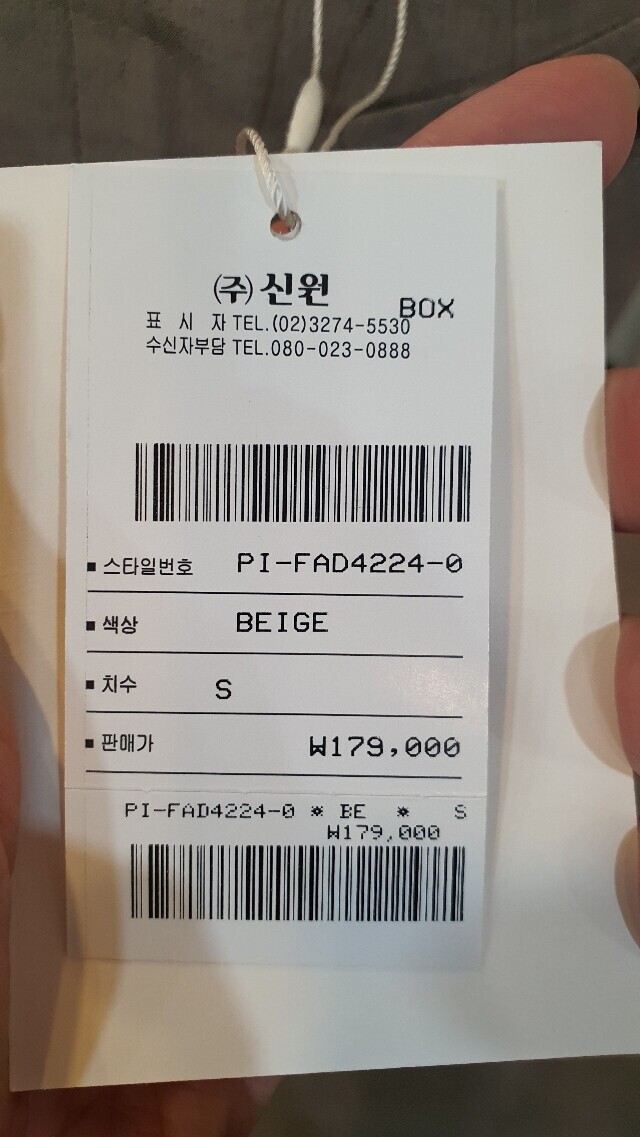 (주)신원
BOX
표 시 자 TEL.(02)3274-5530
수신자부담 TEL.080-023-0888
■ 스타일번호 PI-FAD4224-0
■ 색상 BEIGE
■ 치수 S
■ 판매가 ₩179,000
PI-FAD4224-0 * BE * S
₩179,000